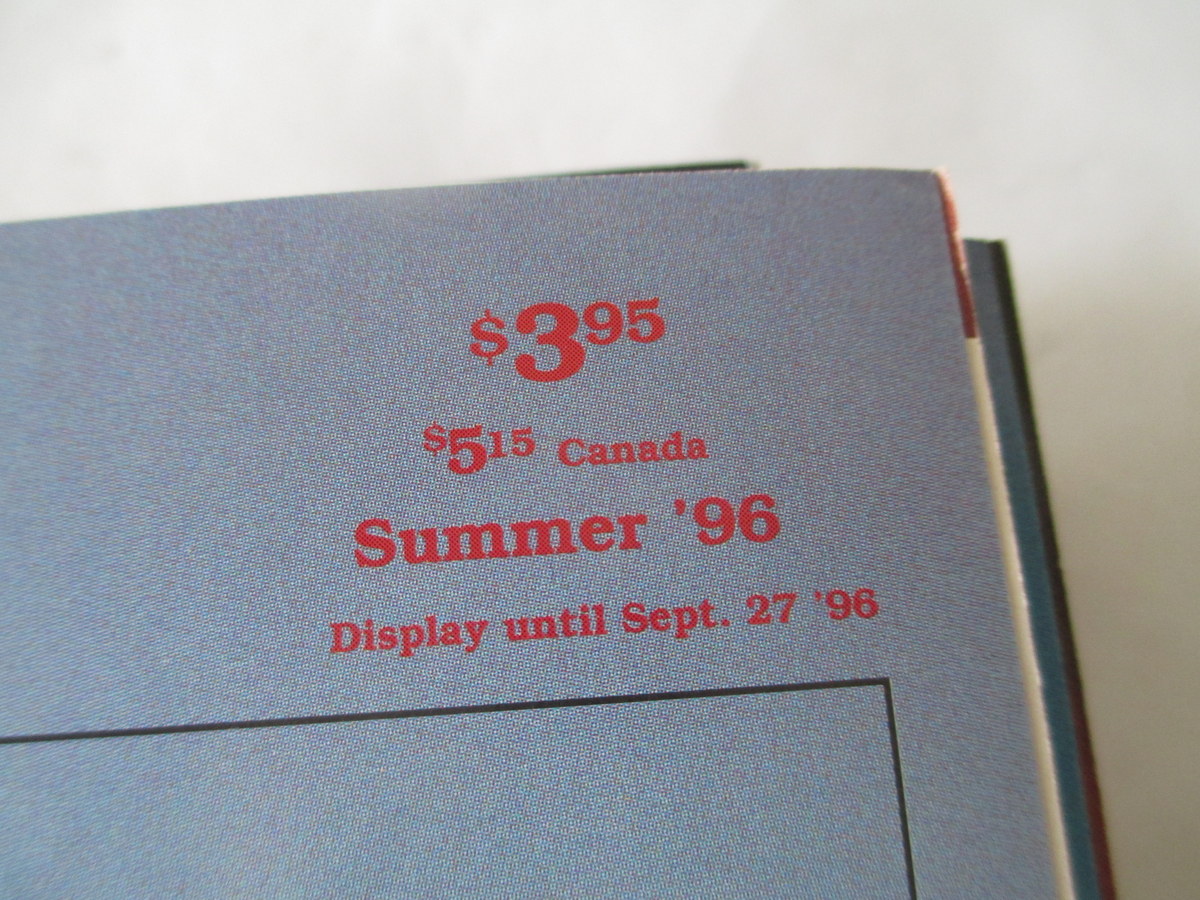 $3 95
$5 15 Canada
Summer '96
Display until Sept. 27 '96